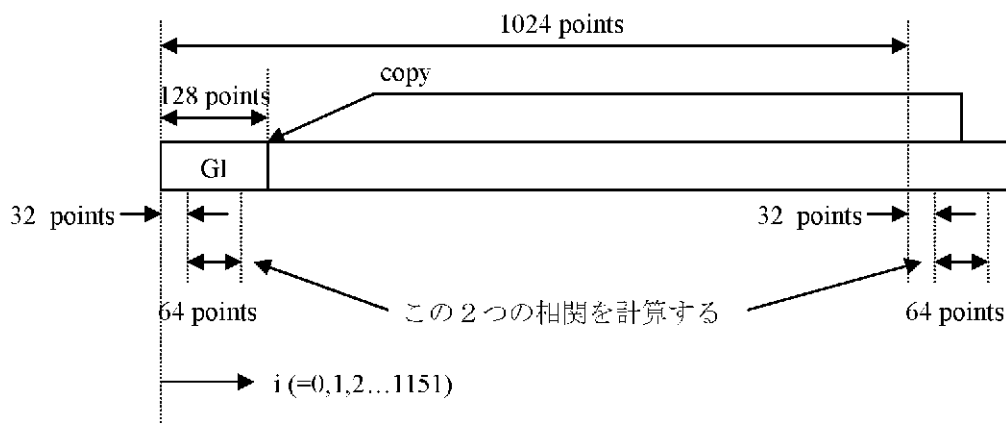 1024 points
copy
128 points
GI
32 points
32 points
64 points
この２つの相関を計算する
64 points
i (=0,1,2…1151)